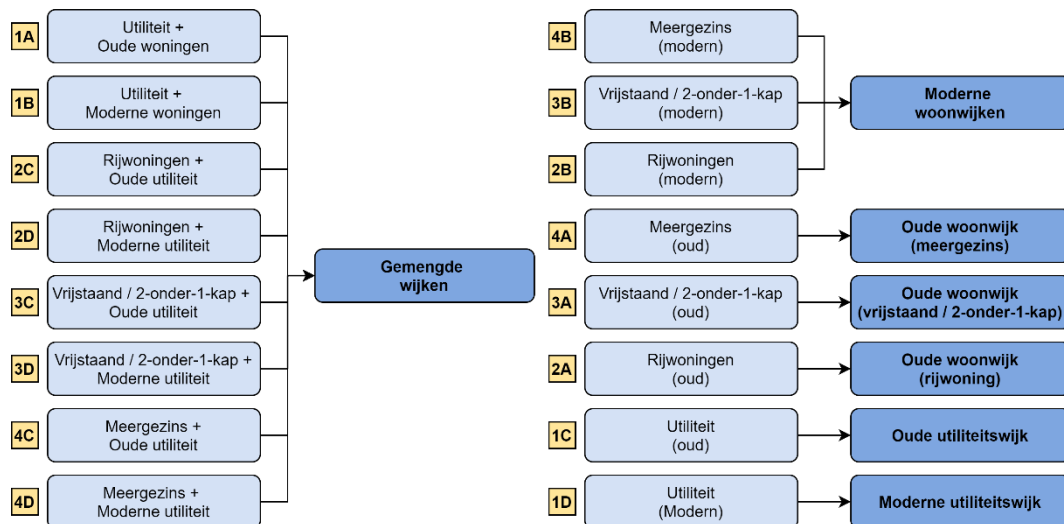 1A
Utiliteit +
Oude woningen
1B
Utiliteit +
Moderne woningen
2C
Rijwoningen +
Oude utiliteit
2D
Rijwoningen +
Moderne utiliteit
3C
Vrijstaand / 2-onder-1-kap +
Oude utiliteit
3D
Vrijstaand / 2-onder-1-kap +
Moderne utiliteit
4C
Meergezins +
Oude utiliteit
4D
Meergezins +
Moderne utiliteit
Gemengde
wijken
4B
Meergezins
(modern)
3B
Vrijstaand / 2-onder-1-kap
(modern)
2B
Rijwoningen
(modern)
Moderne
woonwijken
4A
Meergezins
(oud)
Oude woonwijk
(meergezins)
3A
Vrijstaand / 2-onder-1-kap
(oud)
Oude woonwijk
(vrijstaand / 2-onder-1-kap)
2A
Rijwoningen
(oud)
Oude woonwijk
(rijwoning)
1C
Utiliteit
(oud)
Oude utiliteitswijk
1D
Utiliteit
(Modern)
Moderne utiliteitswijk